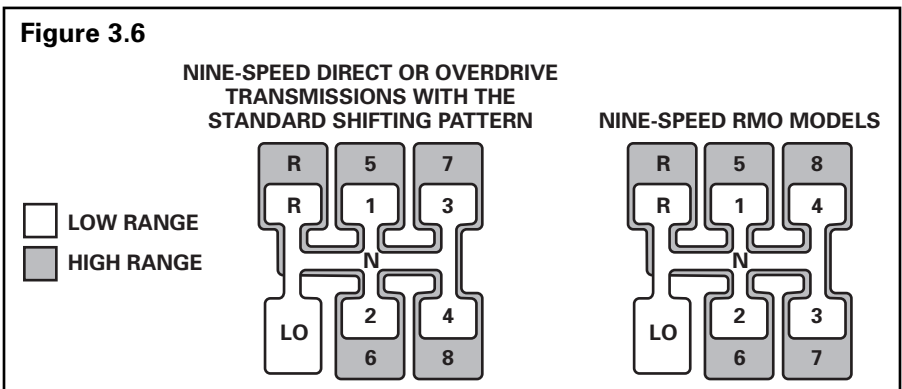 Figure 3.6
NINE-SPEED DIRECT OR OVERDRIVE
TRANSMISSIONS WITH THE
STANDARD SHIFTING PATTERN
NINE-SPEED RMO MODELS
LOW RANGE
HIGH RANGE
R 5 7
R 1 3
N
LO 2 4
6 8
R 5 8
R 1 4
N
LO 2 3
6 7